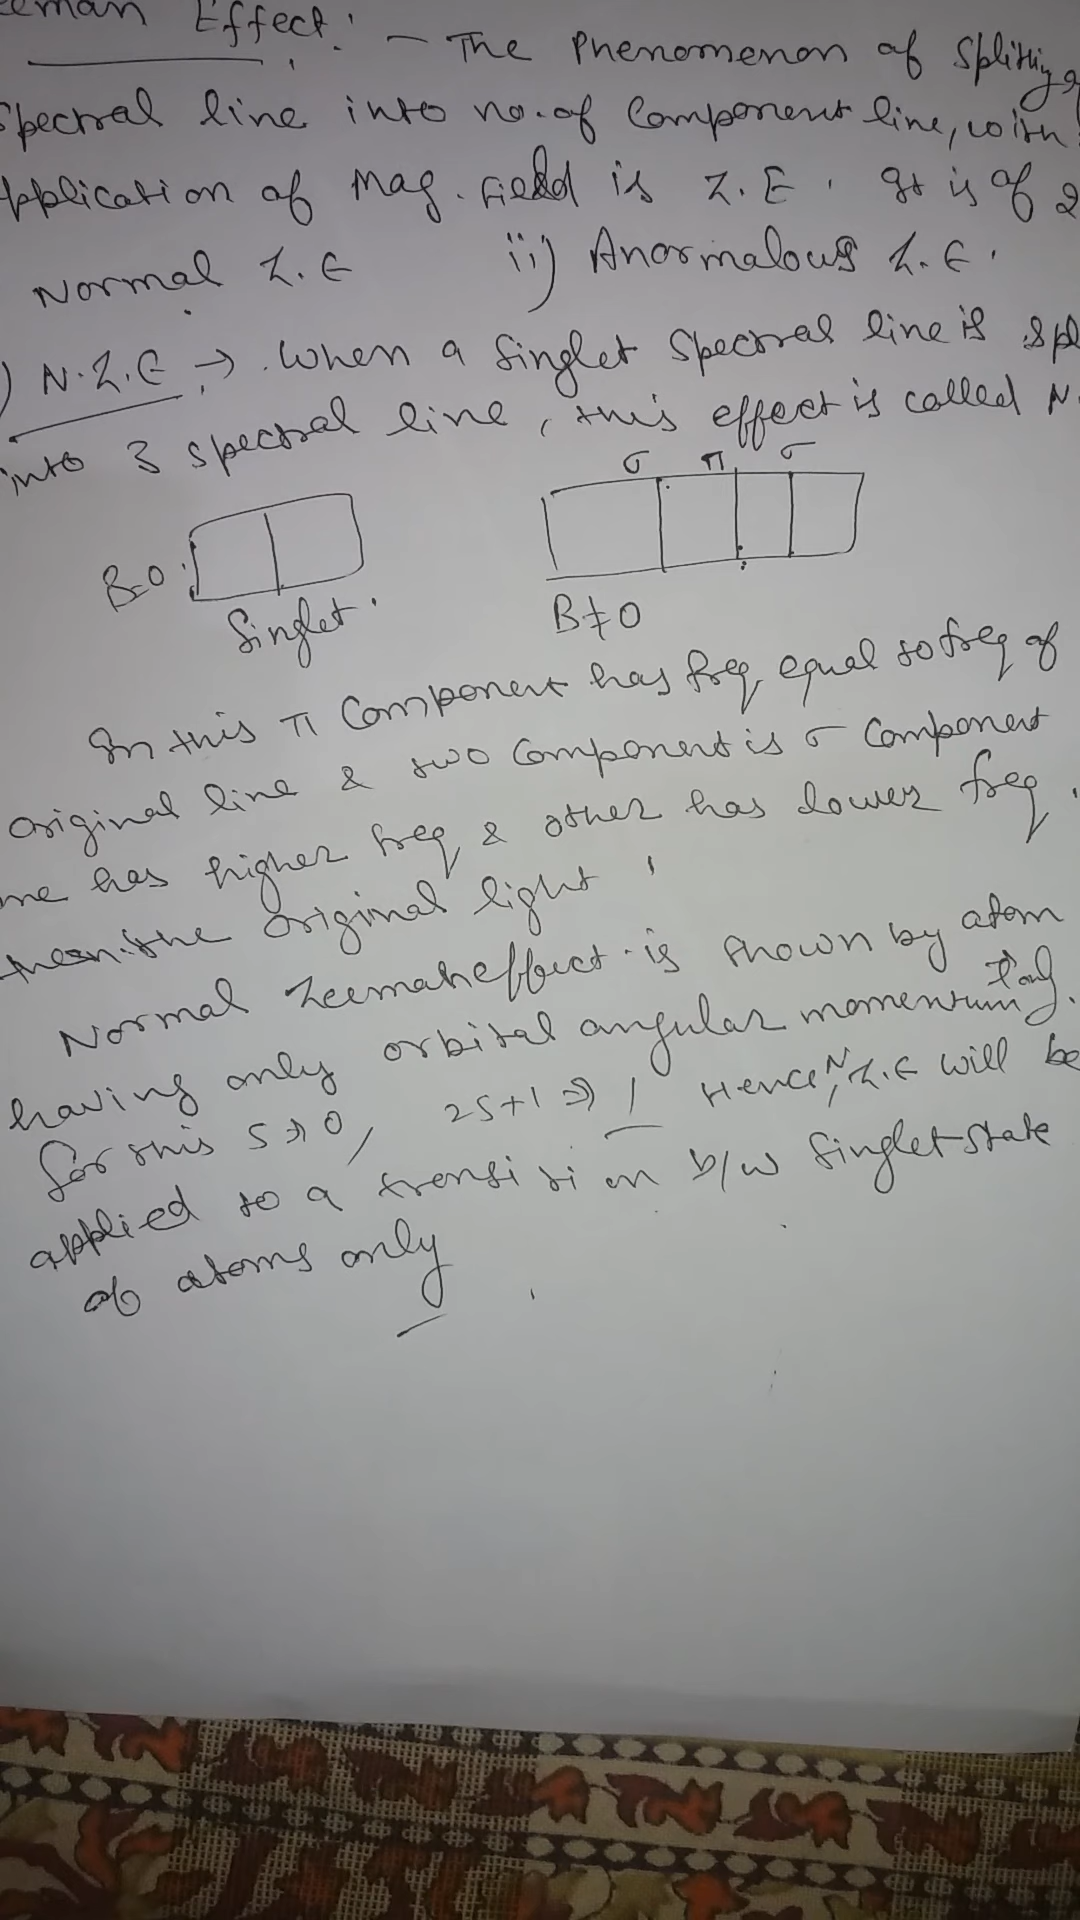 eeman Effect: - The Phenomenon of Splitting of
Spectral line into no. of Component line, with
Application of Mag. field is Z.E. It is of 2
Normal Z.E ii) Anormalous Z.E.
) N.Z.E → When a Singlet Spectral line is spl
into 3 spectral line, this effect is called N.
σ π σ
B=0
Singlet.
B≠0
In this π Component has freq equal to freq of
original line & two Component is σ Component
me has higher freq & other has lower freq.
than the original light.
Normal Zeeman effect is shown by atom
having only orbital angular momentum
for this S→0, 2S+1 ⇒ 1 Hence, N.Z.E will be
applied to a transition b/w Singlet state
of atoms only